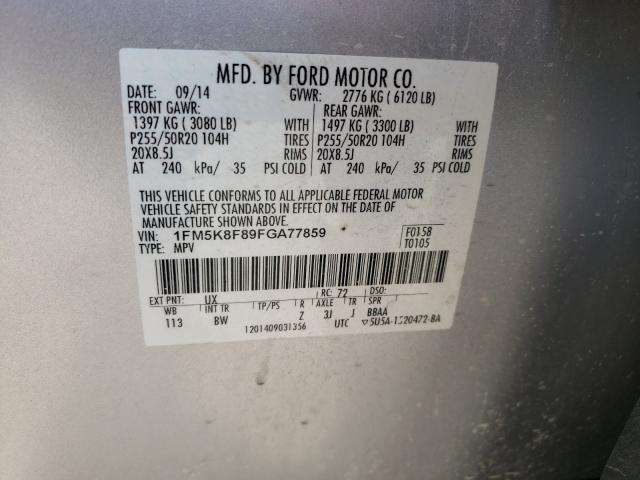 MFD. BY FORD MOTOR CO.
DATE: 09/14 GVWR: 2776 KG ( 6120 LB)
FRONT GAWR: REAR GAWR:
1397 KG ( 3080 LB) WITH 1497 KG ( 3300 LB) WITH
P255/50R20 104H TIRES P255/50R20 104H TIRES
20X8.5J RIMS 20X8.5J RIMS
AT 240 kPa/ 35 PSI COLD AT 240 kPa/ 35 PSI COLD
THIS VEHICLE CONFORMS TO ALL APPLICABLE FEDERAL MOTOR
VEHICLE SAFETY STANDARDS IN EFFECT ON THE DATE OF
MANUFACTURE SHOWN ABOVE.
VIN: 1FM5K8F89FGA77859 F0158
TYPE: MPV T0105
EXT PNT: UX RC: 72 DSO:
WB INT TR TP/PS R AXLE TR SPR
113 BW Z 3J J BBAA
1201409031356 UTC